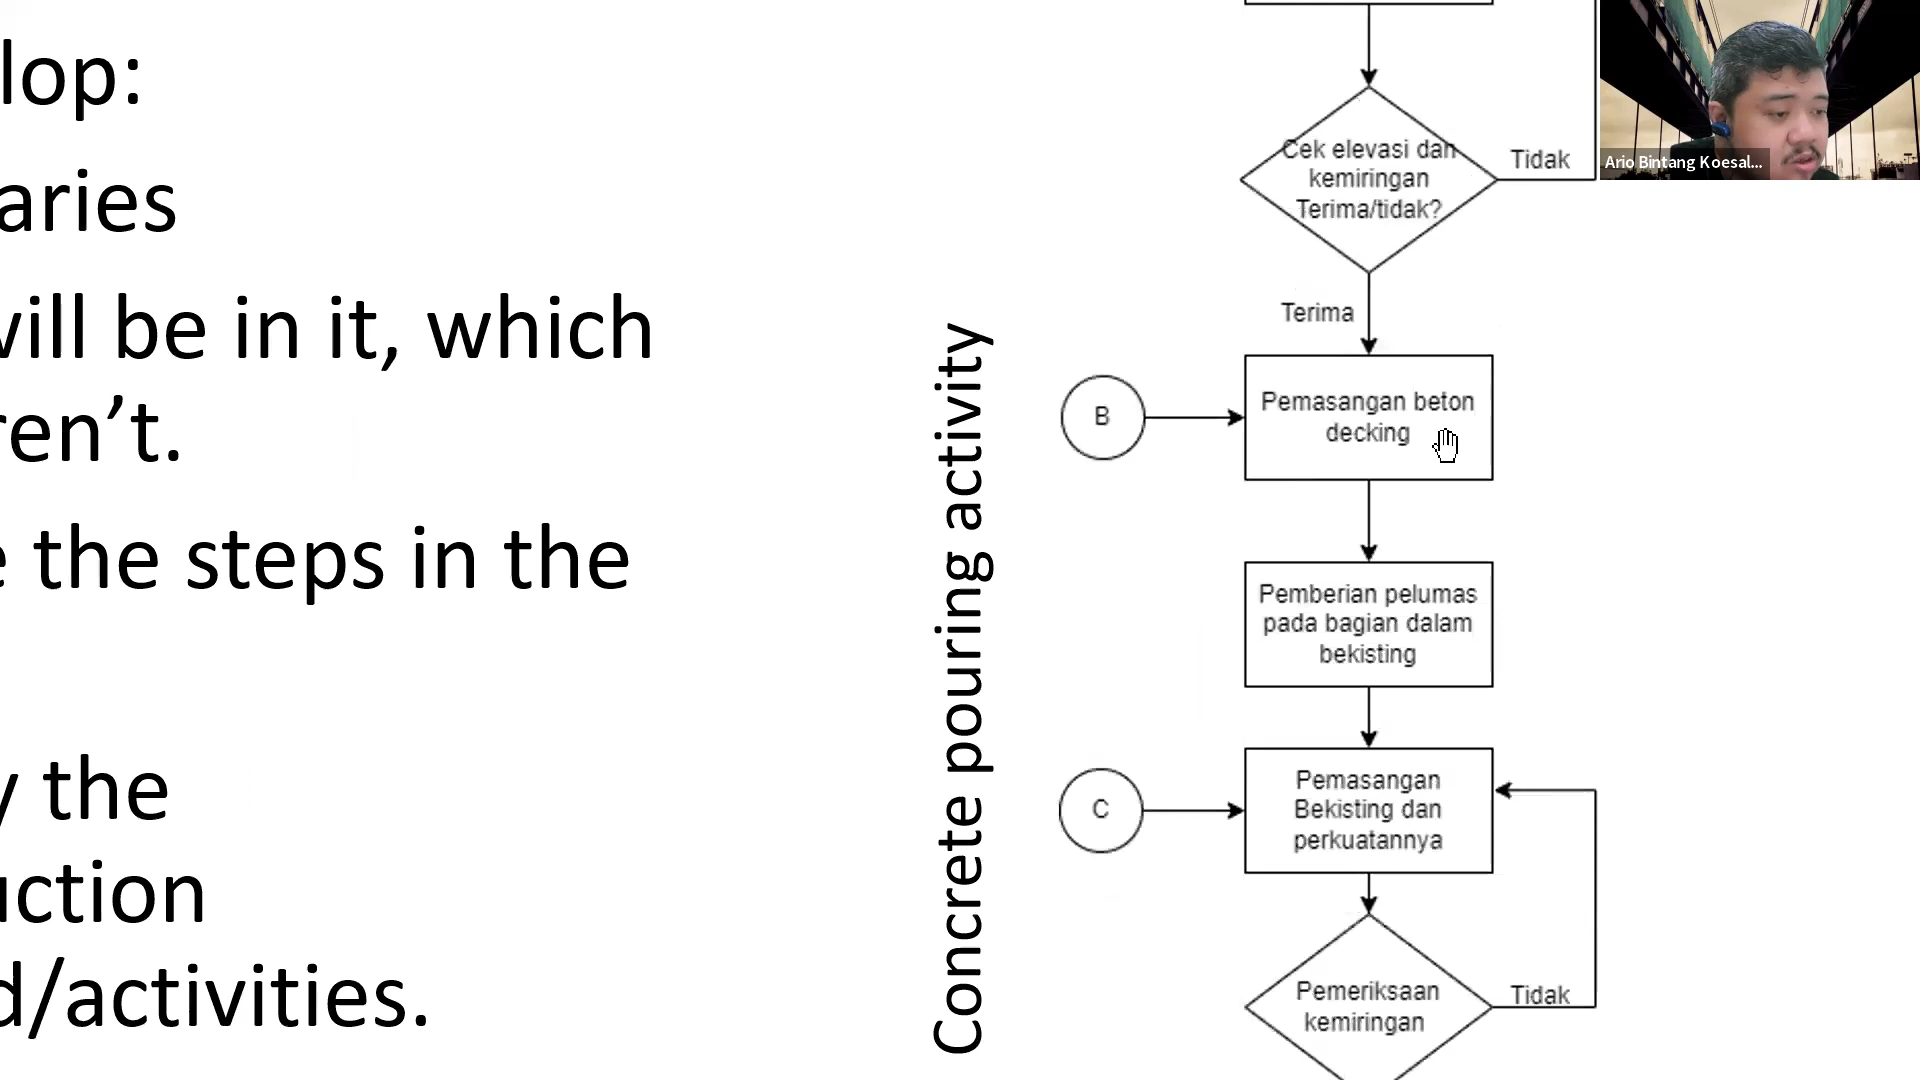 lop:
aries
will be in it, which
ren’t.
e the steps in the
y the
uction
d/activities.
Concrete pouring activity
Cek elevasi dan
kemiringan
Terima/tidak?
Tidak
Terima
B
Pemasangan beton
decking
Pemberian pelumas
pada bagian dalam
bekisting
C
Pemasangan
Bekisting dan
perkuatannya
Pemeriksaan
kemiringan
Tidak
Ario Bintang Koesal...